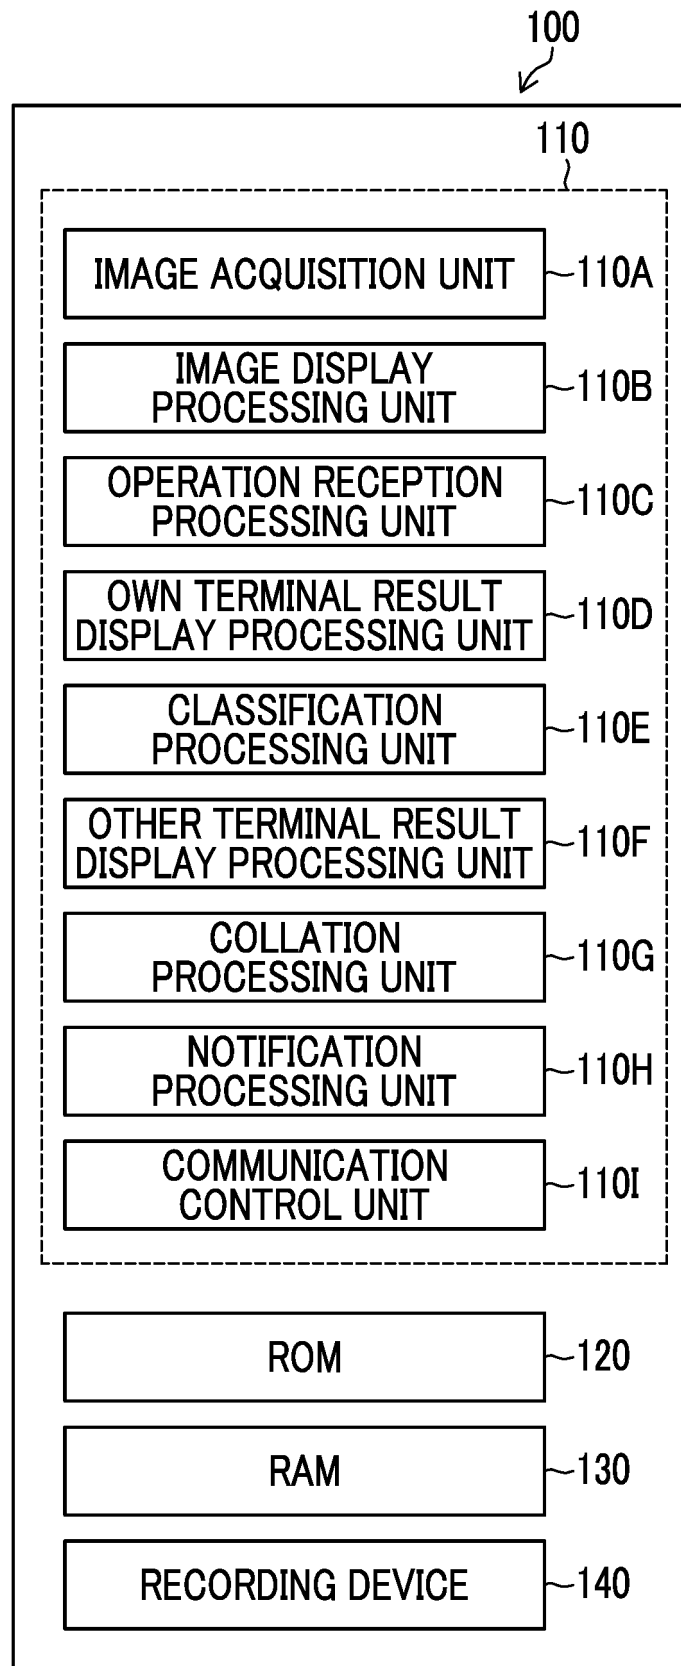 100
110
IMAGE ACQUISITION UNIT 110A
IMAGE DISPLAY
PROCESSING UNIT 110B
OPERATION RECEPTION
PROCESSING UNIT 110C
OWN TERMINAL RESULT
DISPLAY PROCESSING UNIT 110D
CLASSIFICATION
PROCESSING UNIT 110E
OTHER TERMINAL RESULT
DISPLAY PROCESSING UNIT 110F
COLLATION
PROCESSING UNIT 110G
NOTIFICATION
PROCESSING UNIT 110H
COMMUNICATION
CONTROL UNIT 110I
ROM 120
RAM 130
RECORDING DEVICE 140